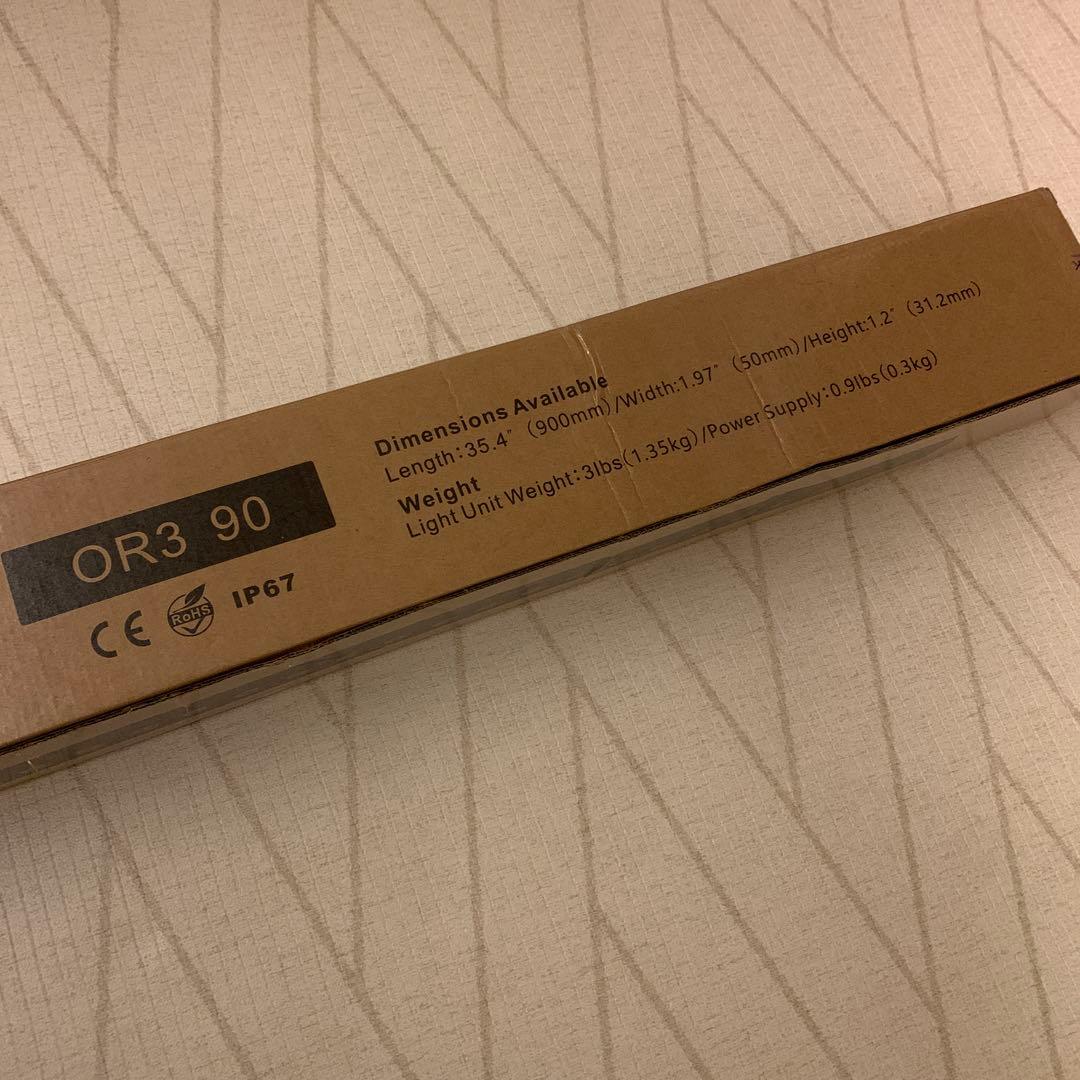 Dimensions Available
Length:35.4" (900mm)/Width:1.97" (50mm)/Height:1.2" (31.2mm)
Weight
Light Unit Weight:3lbs(1.35kg)/Power Supply:0.9lbs(0.3kg)
OR3 90
CE RoHS IP67